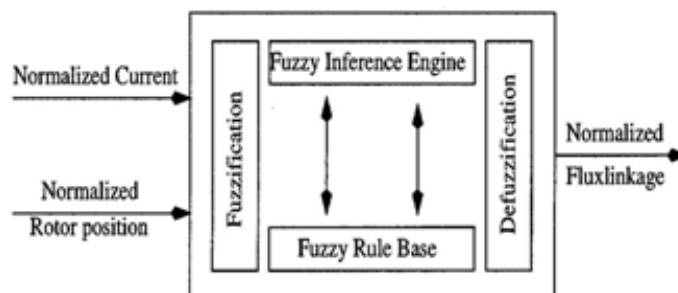 Normalized Current
Normalized
Rotor position
Fuzzification
Fuzzy Inference Engine
Fuzzy Rule Base
Defuzzification
Normalized
Fluxlinkage